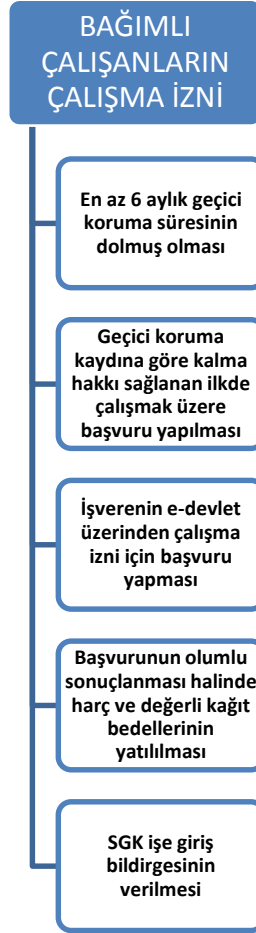 BAĞIMLI
ÇALIŞANLARIN
ÇALIŞMA İZNİ
En az 6 aylık geçici
koruma süresinin
dolmuş olması
Geçici koruma
kaydına göre kalma
hakkı sağlanan ilkde
çalışmak üzere
başvuru yapılması
İşverenin e-devlet
üzerinden çalışma
izni için başvuru
yapması
Başvurunun olumlu
sonuçlanması halinde
harç ve değerli kağıt
bedellerinin
yatılılması
SGK işe giriş
bildirgesinin
verilmesi